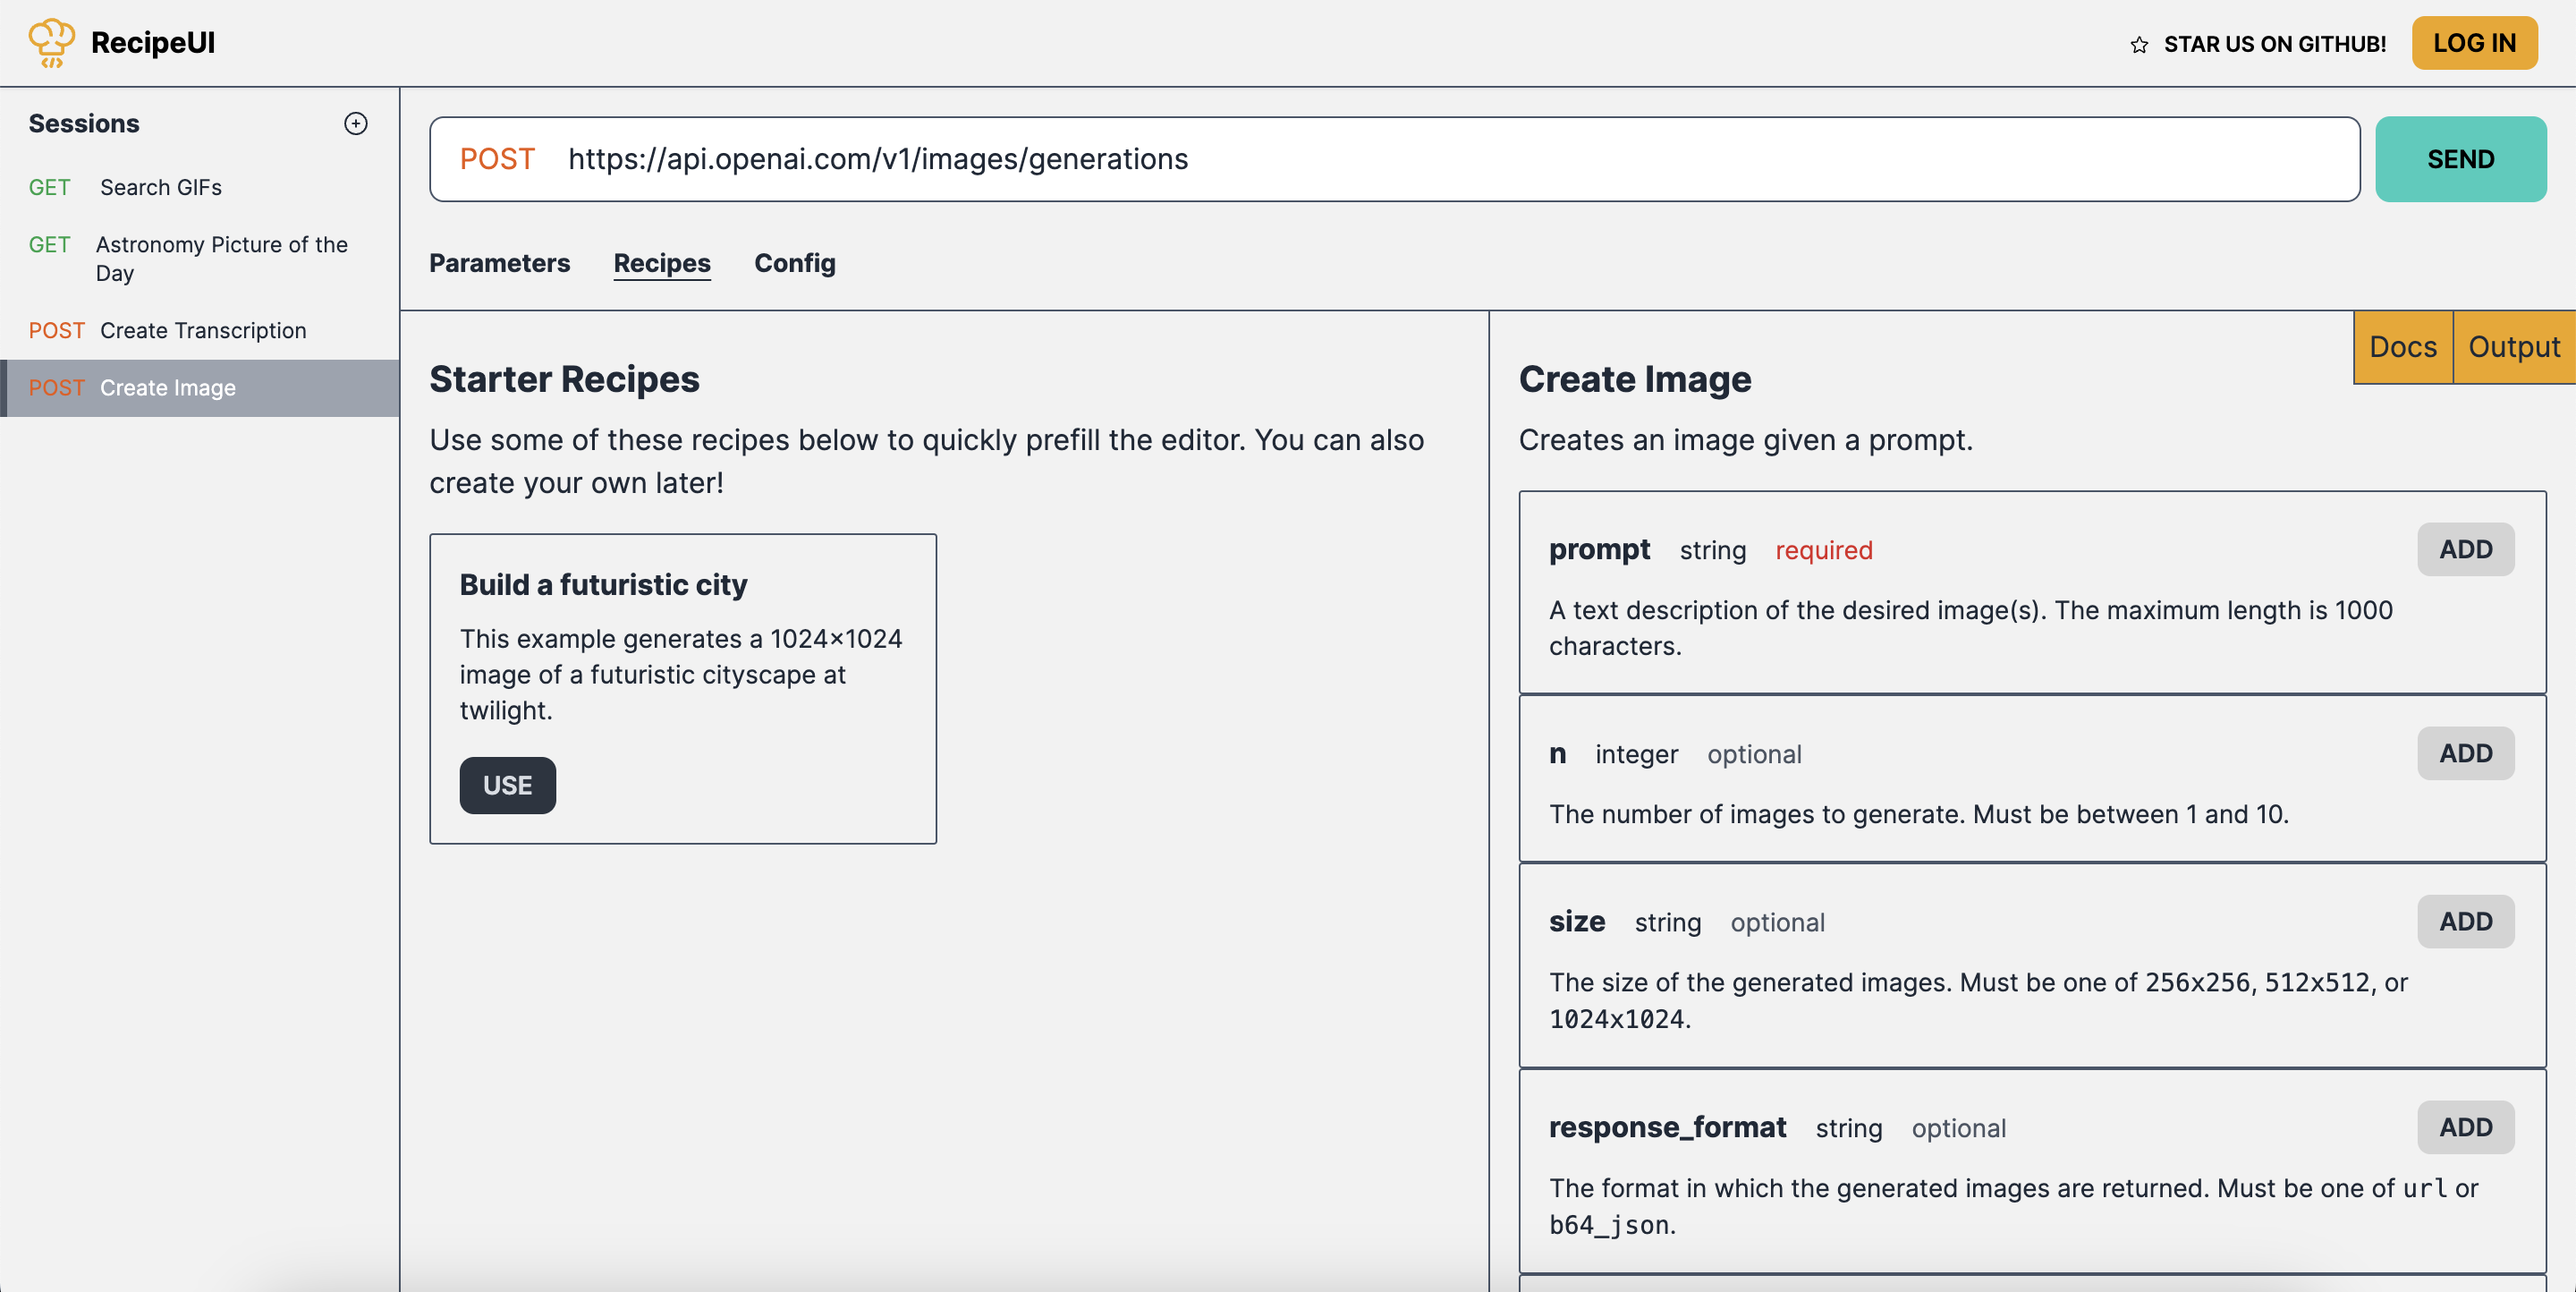 RecipeUI
STAR US ON GITHUB!
LOG IN
Sessions
GET Search GIFs
GET Astronomy Picture of the
Day
POST Create Transcription
POST Create Image
POST https://api.openai.com/v1/images/generations
SEND
Parameters Recipes Config
Starter Recipes
Use some of these recipes below to quickly prefill the editor. You can also
create your own later!
Build a futuristic city
This example generates a 1024×1024
image of a futuristic cityscape at
twilight.
USE
Docs Output
Create Image
Creates an image given a prompt.
prompt string required ADD
A text description of the desired image(s). The maximum length is 1000
characters.
n integer optional ADD
The number of images to generate. Must be between 1 and 10.
size string optional ADD
The size of the generated images. Must be one of 256x256, 512x512, or
1024x1024.
response_format string optional ADD
The format in which the generated images are returned. Must be one of url or
b64_json.